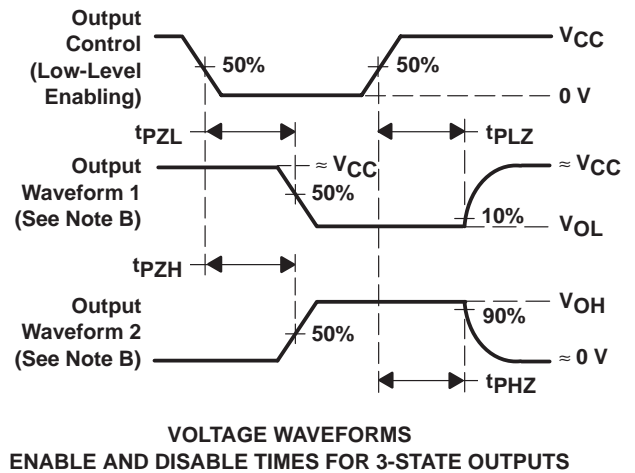 Output
Control
(Low-Level
Enabling)
50%
50%
VCC
0 V
tPZL
tPLZ
Output
Waveform 1
(See Note B)
≈ VCC
50%
≈ VCC
10%
VOL
tPZH
Output
Waveform 2
(See Note B)
50%
VOH
90%
≈ 0 V
tPHZ
VOLTAGE WAVEFORMS
ENABLE AND DISABLE TIMES FOR 3-STATE OUTPUTS